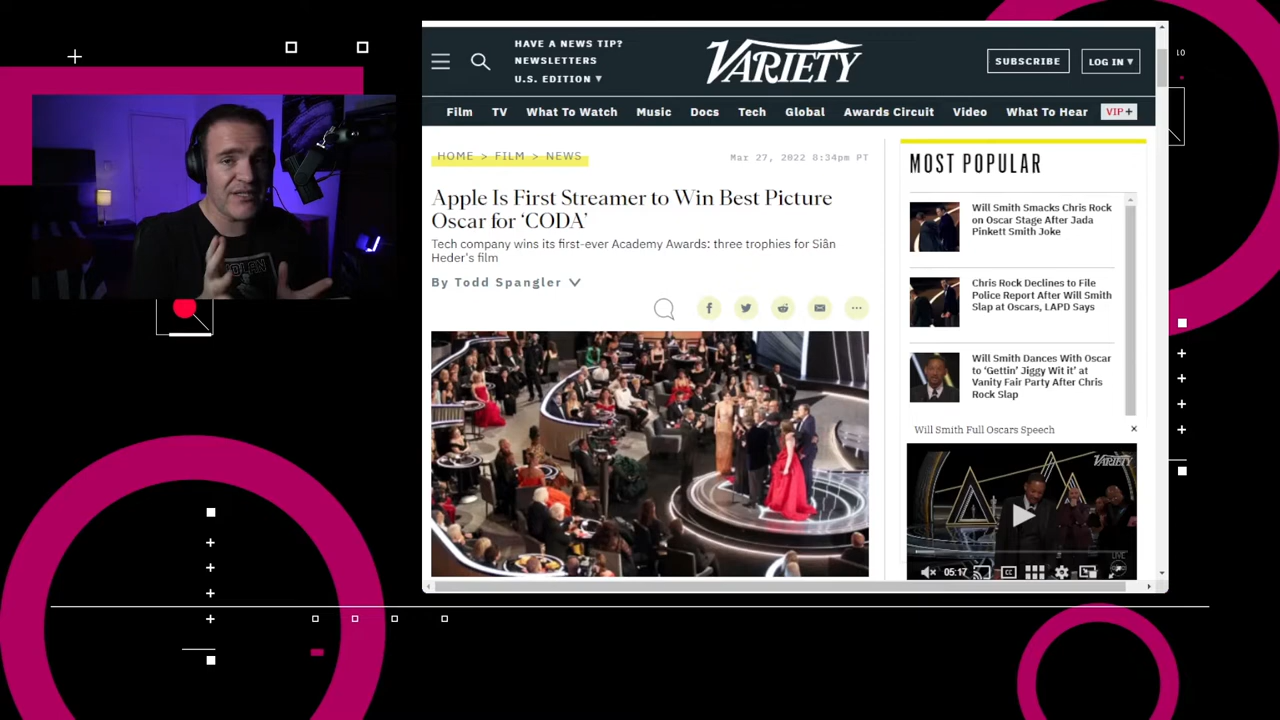 HAVE A NEWS TIP?
NEWSLETTERS
U.S. EDITION ▾
VARIETY
SUBSCRIBE
LOG IN ▾
Film TV What To Watch Music Docs Tech Global Awards Circuit Video What To Hear VIP+
HOME > FILM > NEWS
Mar 27, 2022 8:34pm PT
Apple Is First Streamer to Win Best Picture
Oscar for ‘CODA’
Tech company wins its first-ever Academy Awards: three trophies for Siân
Heder's film
By Todd Spangler
MOST POPULAR
Will Smith Smacks Chris Rock
on Oscar Stage After Jada
Pinkett Smith Joke
Chris Rock Declines to File
Police Report After Will Smith
Slap at Oscars, LAPD Says
Will Smith Dances With Oscar
to ‘Gettin’ Jiggy Wit it’ at
Vanity Fair Party After Chris
Rock Slap
Will Smith Full Oscars Speech
VARIETY
LIVE
05:17
CC
10